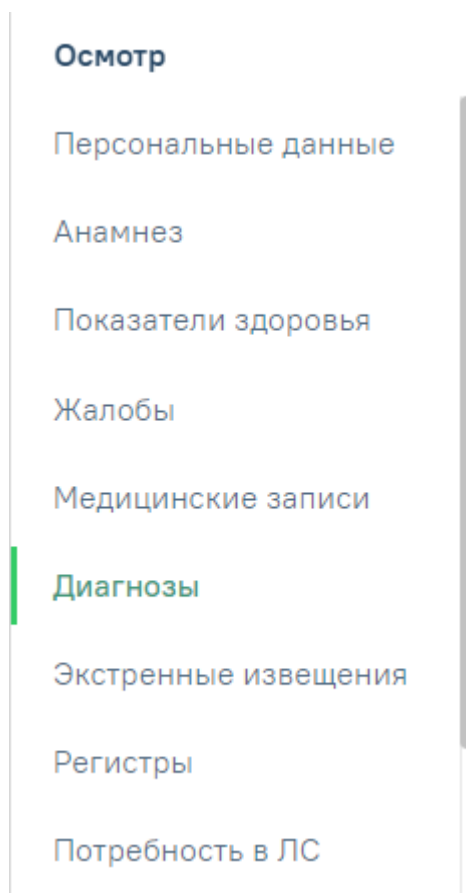 Осмотр
Персональные данные
Анамнез
Показатели здоровья
Жалобы
Медицинские записи
Диагнозы
Экстренные извещения
Регистры
Потребность в ЛС